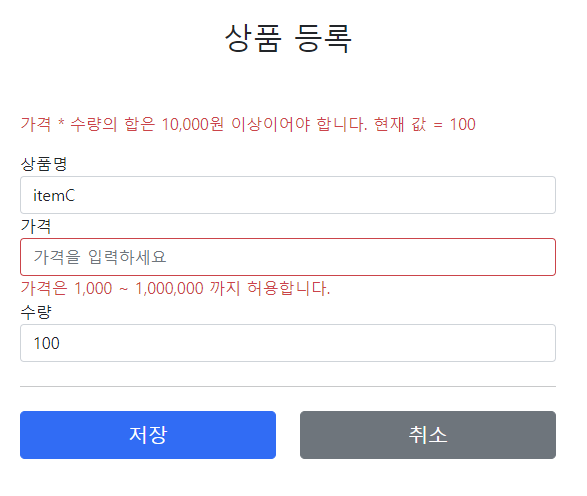 상품 등록
가격 * 수량의 합은 10,000원 이상이어야 합니다. 현재 값 = 100
상품명
itemC
가격
가격을 입력하세요
가격은 1,000 ~ 1,000,000 까지 허용합니다.
수량
100
저장 취소